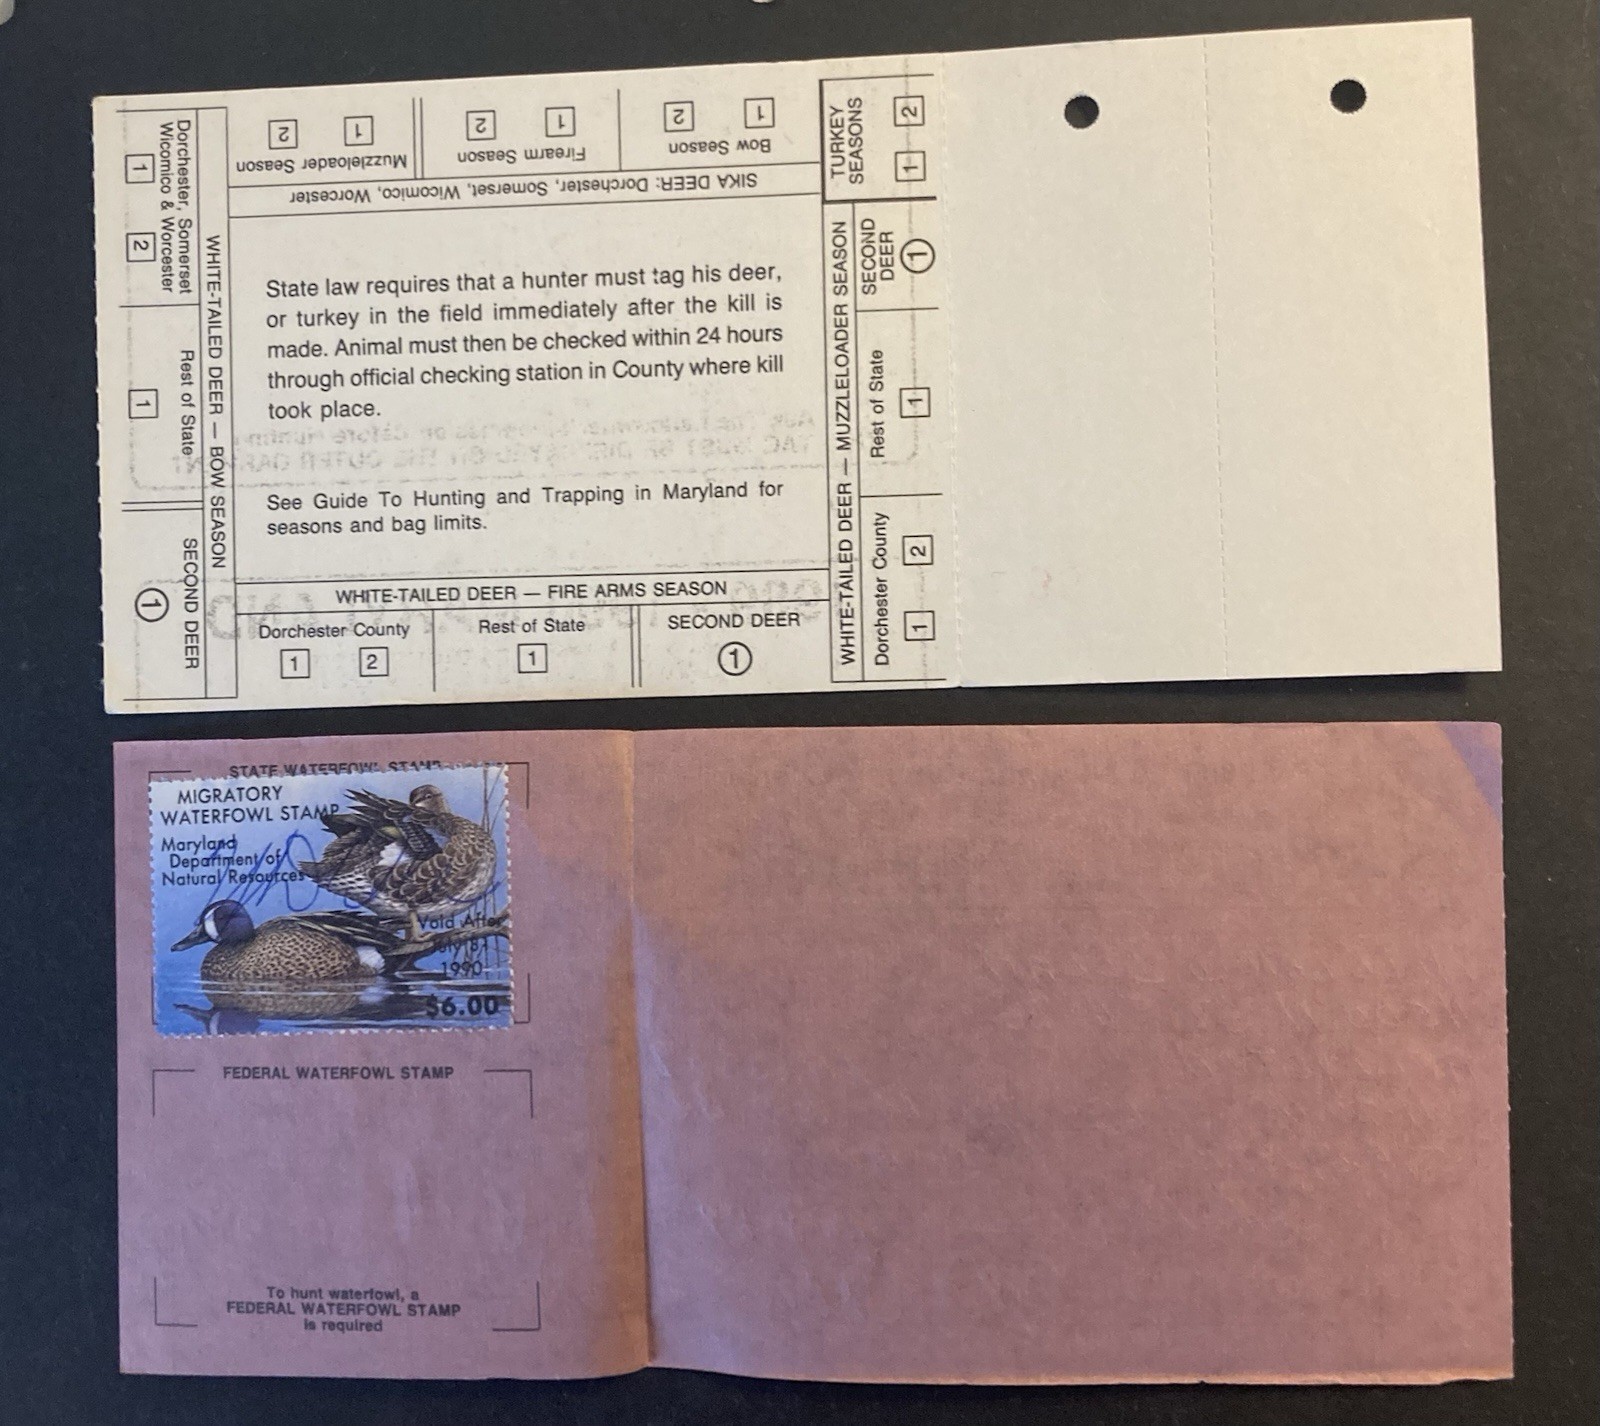 Muzzleloader Season
1
2
Firearm Season
1
2
Bow Season
1
2
SIKA DEER: Dorchester, Somerset, Wicomico, Worcester
TURKEY
SEASONS
1
2
WHITE-TAILED DEER — BOW SEASON
Dorchester, Somerset
Wicomico & Worcester
1
2
Rest of State
1
SECOND DEER
1
State law requires that a hunter must tag his deer,
or turkey in the field immediately after the kill is
made. Animal must then be checked within 24 hours
through official checking station in County where kill
took place.
See Guide To Hunting and Trapping in Maryland for
seasons and bag limits.
WHITE-TAILED DEER — FIRE ARMS SEASON
Dorchester County
1
2
Rest of State
1
SECOND DEER
1
WHITE-TAILED DEER — MUZZLELOADER SEASON
Dorchester County
1
2
Rest of State
1
SECOND
DEER
1
STATE WATERFOWL STAMP
MIGRATORY
WATERFOWL STAMP
Maryland
Department of
Natural Resources
Void After
July 31
1990
$6.00
FEDERAL WATERFOWL STAMP
To hunt waterfowl, a
FEDERAL WATERFOWL STAMP
is required